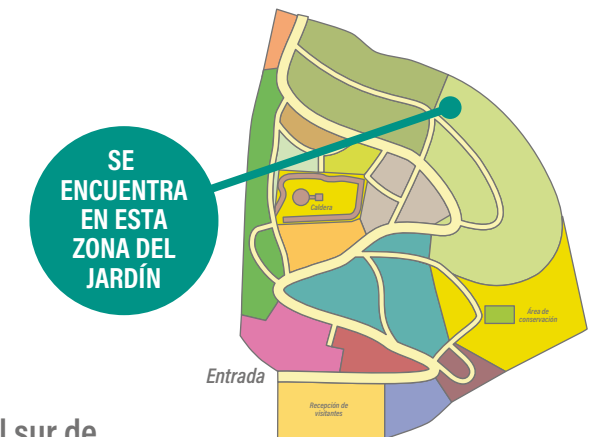 SE
ENCUENTRA
EN ESTA
ZONA DEL
JARDÍN
Caldera
Área de
conservación
Entrada
Recepción de
visitantes
l sur de